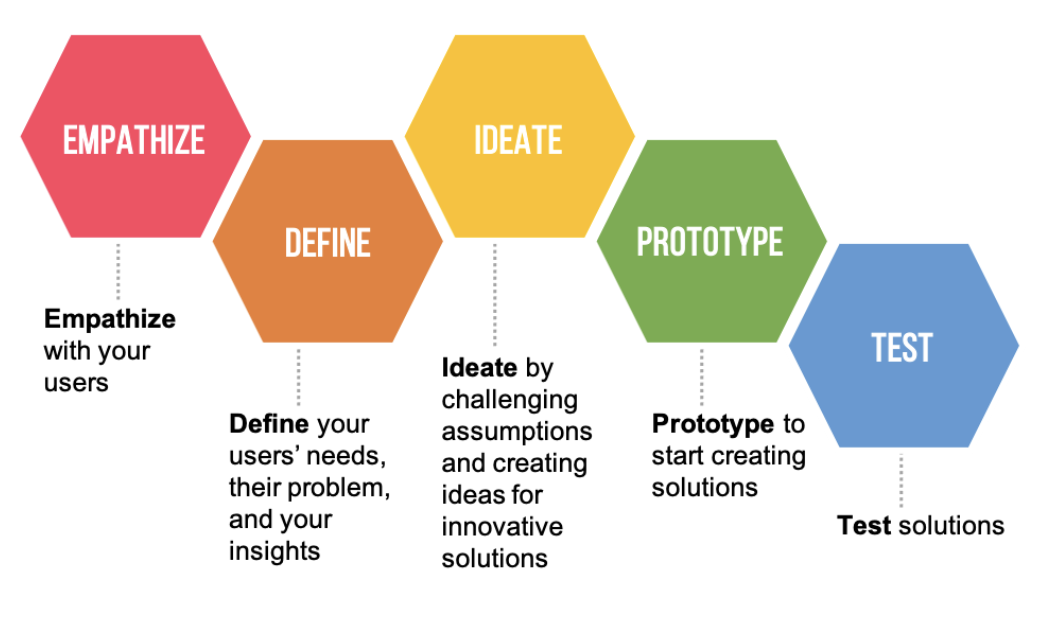 EMPATHIZE
Empathize
with your
users
DEFINE
Define your
users’ needs,
their problem,
and your
insights
IDEATE
Ideate by
challenging
assumptions
and creating
ideas for
innovative
solutions
PROTOTYPE
Prototype to
start creating
solutions
TEST
Test solutions